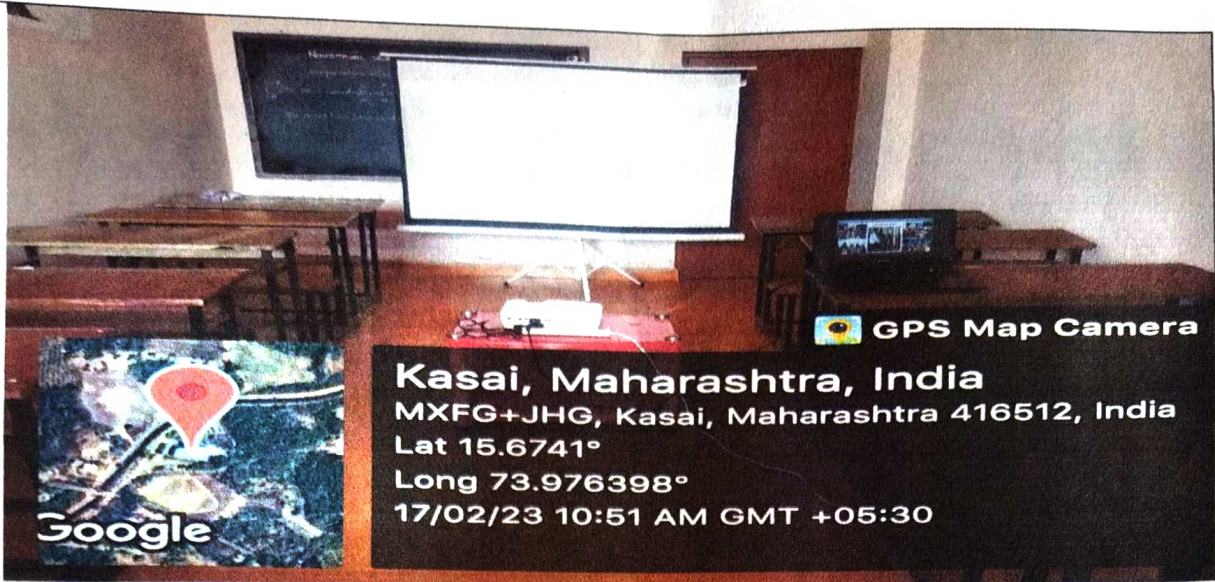 GPS Map Camera
Kasai, Maharashtra, India
MXFG+JHG, Kasai, Maharashtra 416512, India
Lat 15.6741°
Long 73.976398°
17/02/23 10:51 AM GMT +05:30
Google